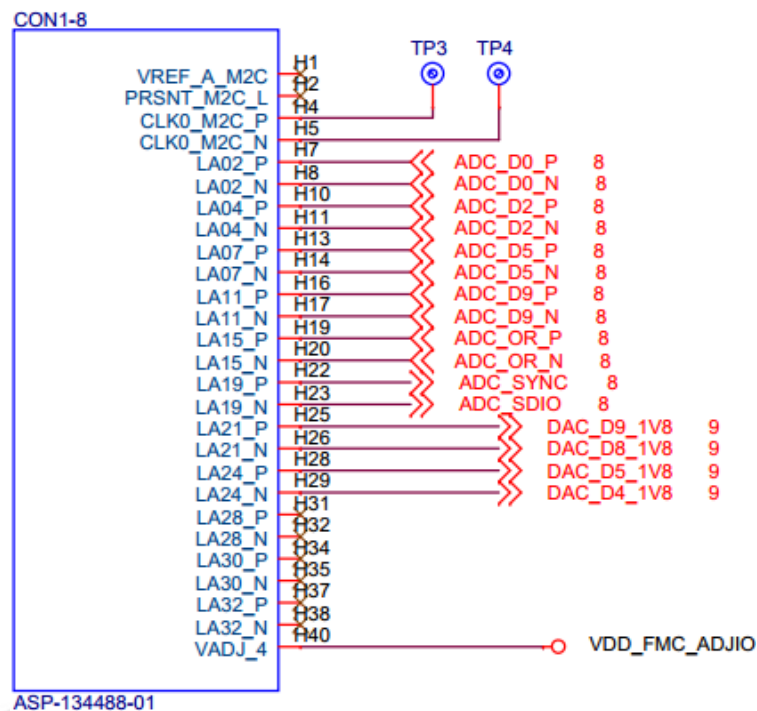 CON1-8
TP3 TP4
VREF_A_M2C H1
PRSNT_M2C_L H2
CLK0_M2C_P H4
CLK0_M2C_N H5
LA02_P H7 ADC_D0_P 8
LA02_N H8 ADC_D0_N 8
LA04_P H10 ADC_D2_P 8
LA04_N H11 ADC_D2_N 8
LA07_P H13 ADC_D5_P 8
LA07_N H14 ADC_D5_N 8
LA11_P H16 ADC_D9_P 8
LA11_N H17 ADC_D9_N 8
LA15_P H19 ADC_OR_P 8
LA15_N H20 ADC_OR_N 8
LA19_P H22 ADC_SYNC 8
LA19_N H23 ADC_SDIO 8
LA21_P H25 DAC_D9_1V8 9
LA21_N H26 DAC_D8_1V8 9
LA24_P H28 DAC_D5_1V8 9
LA24_N H29 DAC_D4_1V8 9
LA28_P H31
LA28_N H32
LA30_P H34
LA30_N H35
LA32_P H37
LA32_N H38
VADJ_4 H40 VDD_FMC_ADJIO
ASP-134488-01